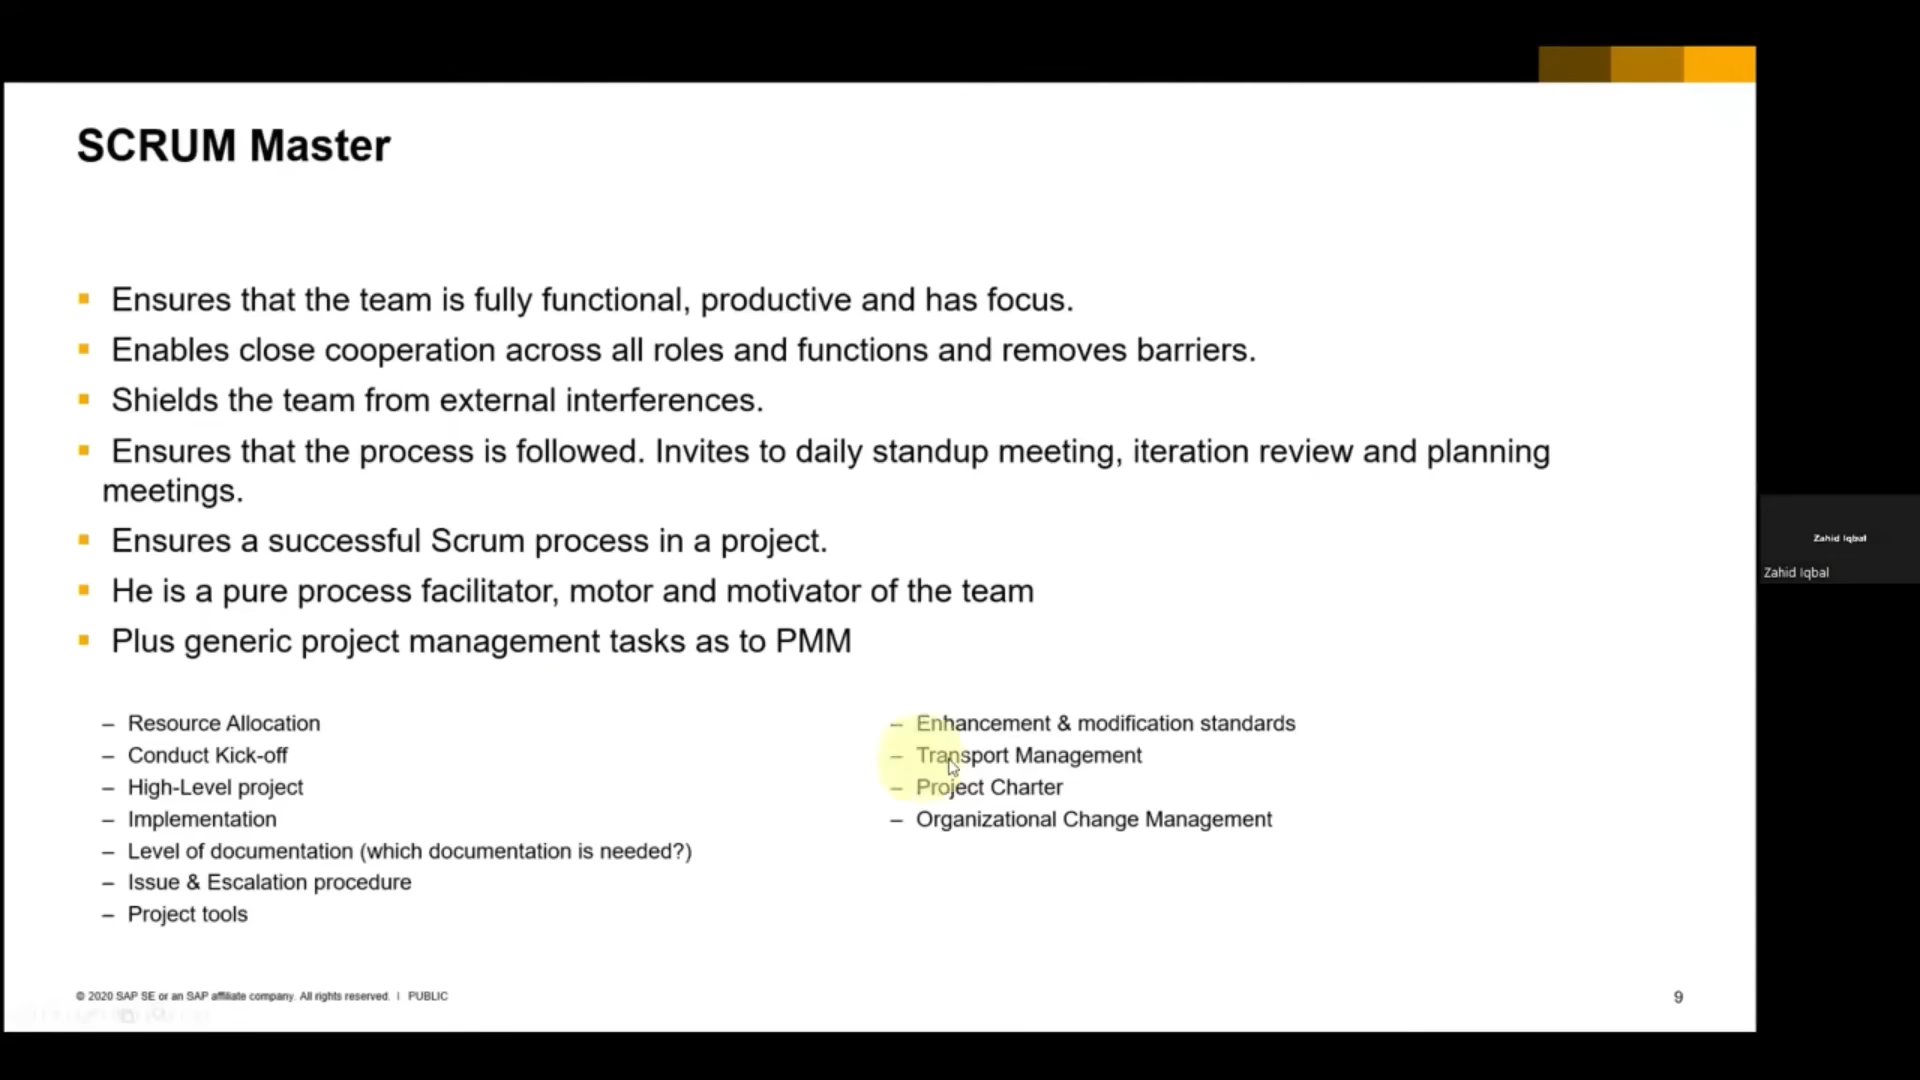 SCRUM Master
Ensures that the team is fully functional, productive and has focus.
Enables close cooperation across all roles and functions and removes barriers.
Shields the team from external interferences.
Ensures that the process is followed. Invites to daily standup meeting, iteration review and planning
meetings.
Ensures a successful Scrum process in a project.
He is a pure process facilitator, motor and motivator of the team
Plus generic project management tasks as to PMM
– Resource Allocation
– Conduct Kick-off
– High-Level project
– Implementation
– Level of documentation (which documentation is needed?)
– Issue & Escalation procedure
– Project tools
– Enhancement & modification standards
– Transport Management
– Project Charter
– Organizational Change Management
© 2020 SAP SE or an SAP affiliate company. All rights reserved. | PUBLIC
9
Zahid Iqbal
Zahid Iqbal